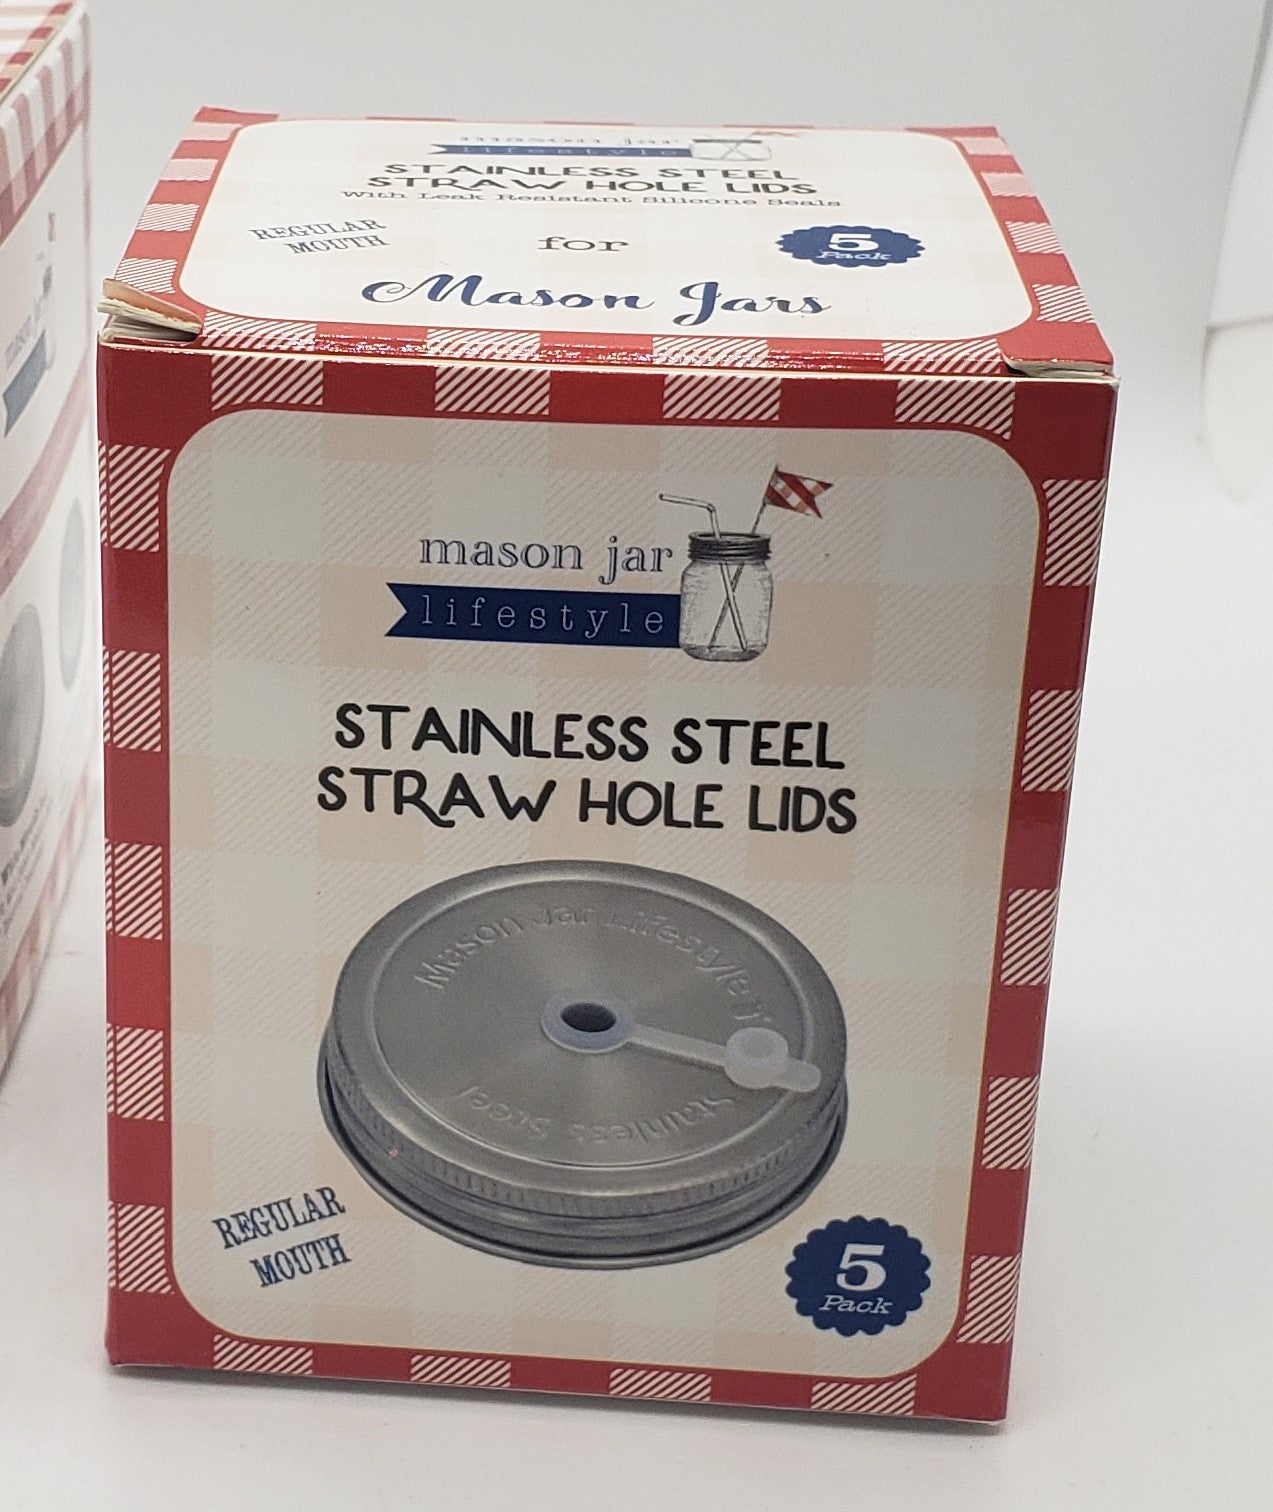 mason jar
lifestyle
STAINLESS STEEL
STRAW HOLE LIDS
With Leak Resistant Silicone Seals
REGULAR
MOUTH
for
5
Pack
Mason Jars
mason jar
lifestyle
STAINLESS STEEL
STRAW HOLE LIDS
Mason Jar Lifestyle
Stainless Steel
REGULAR
MOUTH
5
Pack